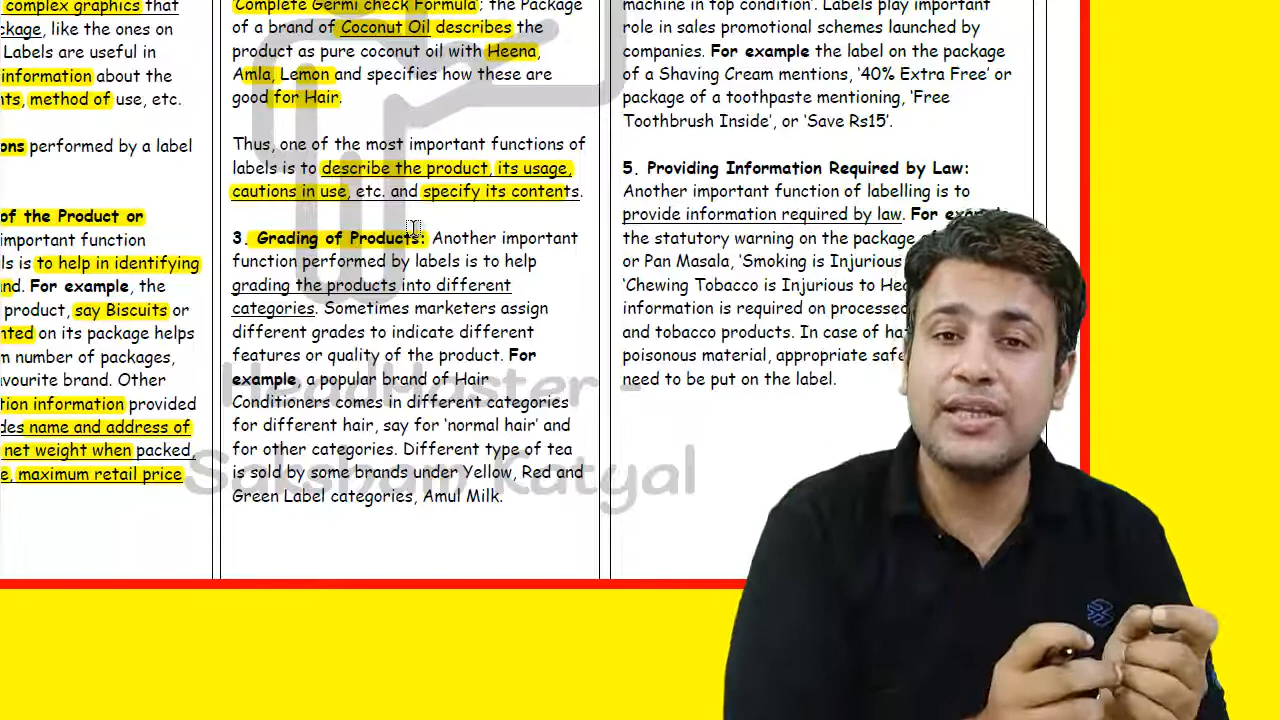 complex graphics that
ckage, like the ones on
Labels are useful in
information about the
nts, method of use, etc.
ons performed by a label
of the Product or
important function
ls is to help in identifying
nd. For example, the
product, say Biscuits or
nted on its package helps
m number of packages,
avourite brand. Other
tion information provided
des name and address of
net weight when packed,
e, maximum retail price
'Complete Germi check Formula'; the Package
of a brand of Coconut Oil describes the
product as pure coconut oil with Heena,
Amla, Lemon and specifies how these are
good for Hair.
Thus, one of the most important functions of
labels is to describe the product, its usage,
cautions in use, etc. and specify its contents.
3. Grading of Products: Another important
function performed by labels is to help
grading the products into different
categories. Sometimes marketers assign
different grades to indicate different
features or quality of the product. For
example, a popular brand of Hair
Conditioners comes in different categories
for different hair, say for 'normal hair' and
for other categories. Different type of tea
is sold by some brands under Yellow, Red and
Green Label categories, Amul Milk.
machine in top condition'. Labels play important
role in sales promotional schemes launched by
companies. For example the label on the package
of a Shaving Cream mentions, '40% Extra Free' or
package of a toothpaste mentioning, 'Free
Toothbrush Inside', or 'Save Rs15'.
5. Providing Information Required by Law:
Another important function of labelling is to
provide information required by law. For
the statutory warning on the package
or Pan Masala, 'Smoking is Injurious
'Chewing Tobacco is Injurious to
information is required on processed
and tobacco products. In case of
poisonous material, appropriate
need to be put on the label.
HeadMaster -
Saksham Katyal